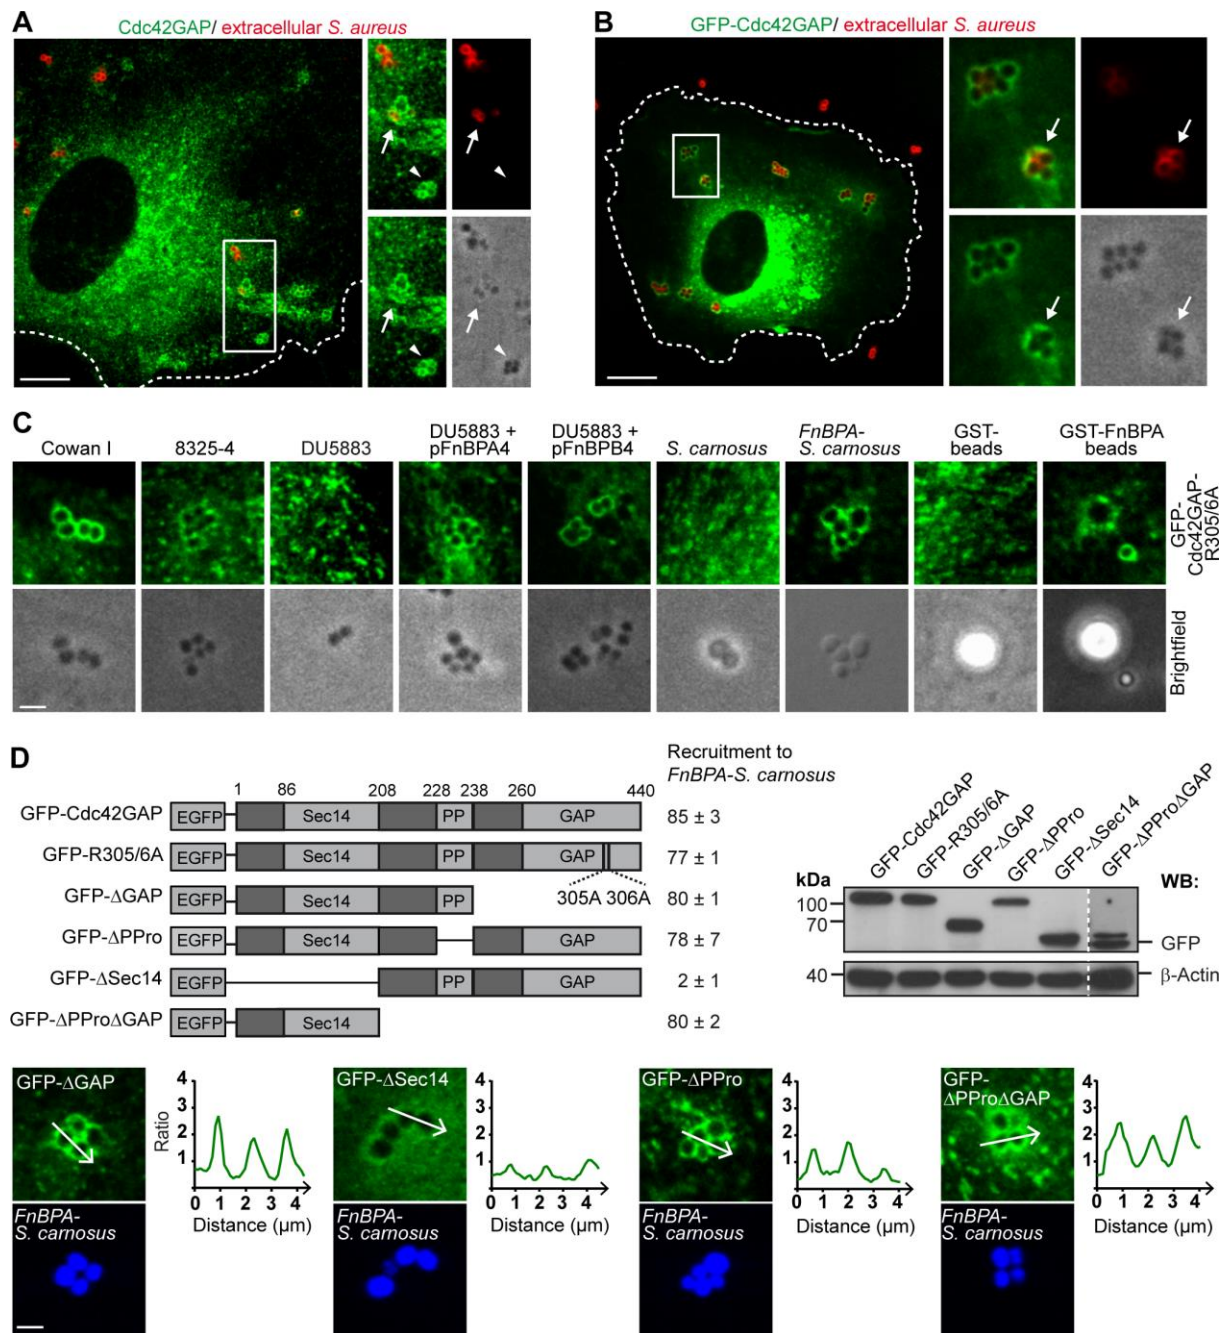 A
Cdc42GAP/ extracellular S. aureus
B
GFP-Cdc42GAP/ extracellular S. aureus
C
Cowan I
8325-4
DU5883
DU5883 +
pFnBPA4
DU5883 +
pFnBPB4
S. carnosus
FnBPA-
S. carnosus
GST-
beads
GST-FnBPA
beads
GFP-
Cdc42GAP-
R305/6A
Brightfield
D
Recruitment to
FnBPA-S. carnosus
1 86 208 228 238 260 440
GFP-Cdc42GAP EGFP Sec14 PP GAP 85 ± 3
GFP-R305/6A EGFP Sec14 PP GAP 77 ± 1
305A 306A
GFP-ΔGAP EGFP Sec14 PP 80 ± 1
GFP-ΔPPro EGFP Sec14 GAP 78 ± 7
GFP-ΔSec14 EGFP PP GAP 2 ± 1
GFP-ΔPProΔGAP EGFP Sec14 80 ± 2
GFP-Cdc42GAP
GFP-R305/6A
GFP-ΔGAP
GFP-ΔPPro
GFP-ΔSec14
GFP-ΔPProΔGAP
kDa
WB:
100
70
GFP
40
β-Actin
GFP-ΔGAP
Ratio
4
3
2
1
0 1 2 3 4
Distance (μm)
FnBPA-
S. carnosus
GFP-ΔSec14
4
3
2
1
0 1 2 3 4
Distance (μm)
FnBPA-
S. carnosus
GFP-ΔPPro
4
3
2
1
0 1 2 3 4
Distance (μm)
FnBPA-
S. carnosus
GFP-
ΔPProΔGAP
4
3
2
1
0 1 2 3 4
Distance (μm)
FnBPA-
S. carnosus